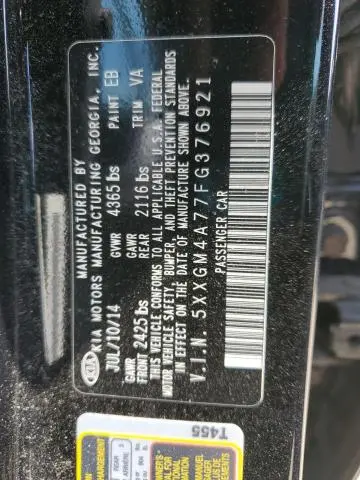 MANUFACTURED BY
KIA KIA MOTORS MANUFACTURING GEORGIA, INC.
JUL/10/14 GVWR 4365 lbs PAINT EB
GAWR FRONT 2425 lbs GAWR REAR 2116 lbs TRIM VA
THIS VEHICLE CONFORMS TO ALL APPLICABLE U.S.A. FEDERAL
MOTOR VEHICLE SAFETY, BUMPER, AND THEFT PREVENTION STANDARDS
IN EFFECT ON THE DATE OF MANUFACTURE SHOWN ABOVE.
V.I.N. 5XXGM4A77FG376921
PASSENGER CAR
T455